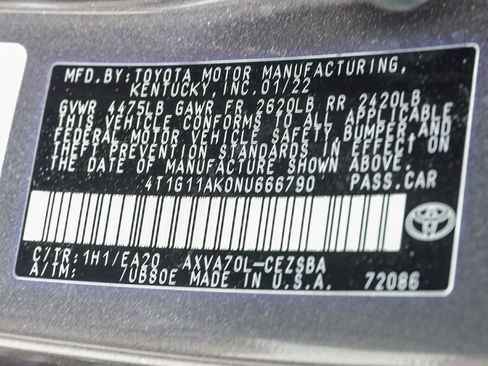 MFD.BY:TOYOTA MOTOR MANUFACTURING,
KENTUCKY,INC.01/22
GVWR 4475LB GAWR FR 2620LB RR 2420LB
THIS VEHICLE CONFORMS TO ALL APPLICABLE
FEDERAL MOTOR VEHICLE SAFETY,BUMPER,AND
THEFT PREVENTION STANDARDS IN EFFECT ON
THE DATE OF MANUFACTURE SHOWN ABOVE.
4T1G11AK0NU666790 PASS.CAR
C/TR:1H1/EA20 AXVA70L-CEZSBA
A/TM: /UB80E MADE IN U.S.A. 72086
TOYOTA